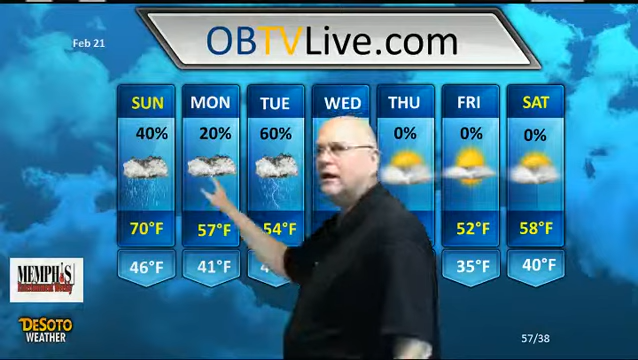 Feb 21
OBTVLive.com
SUN MON TUE WED THU FRI SAT
40% 20% 60% 0% 0% 0%
70°F 57°F 54°F 52°F 58°F
46°F 41°F 35°F 40°F
MEMPHIS
DeSoto
WEATHER
57/38